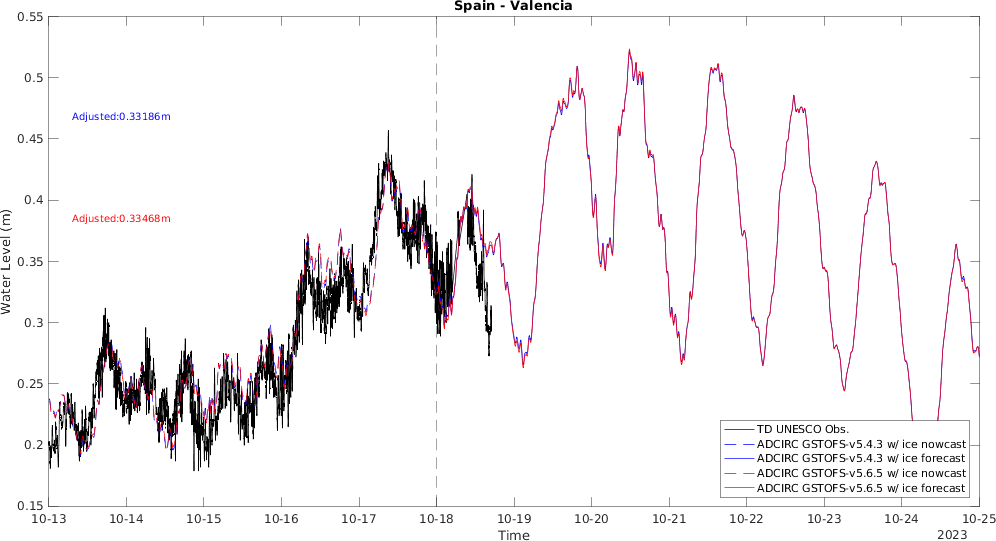 Spain - Valencia
0.55
0.5
0.45
0.4
0.35
0.3
0.25
0.2
0.15
Water Level (m)
Adjusted:0.33186m
Adjusted:0.33468m
TD UNESCO Obs.
ADCIRC GSTOFS-v5.4.3 w/ ice nowcast
ADCIRC GSTOFS-v5.4.3 w/ ice forecast
ADCIRC GSTOFS-v5.6.5 w/ ice nowcast
ADCIRC GSTOFS-v5.6.5 w/ ice forecast
10-13 10-14 10-15 10-16 10-17 10-18 10-19 10-20 10-21 10-22 10-23 10-24 10-25
Time
2023